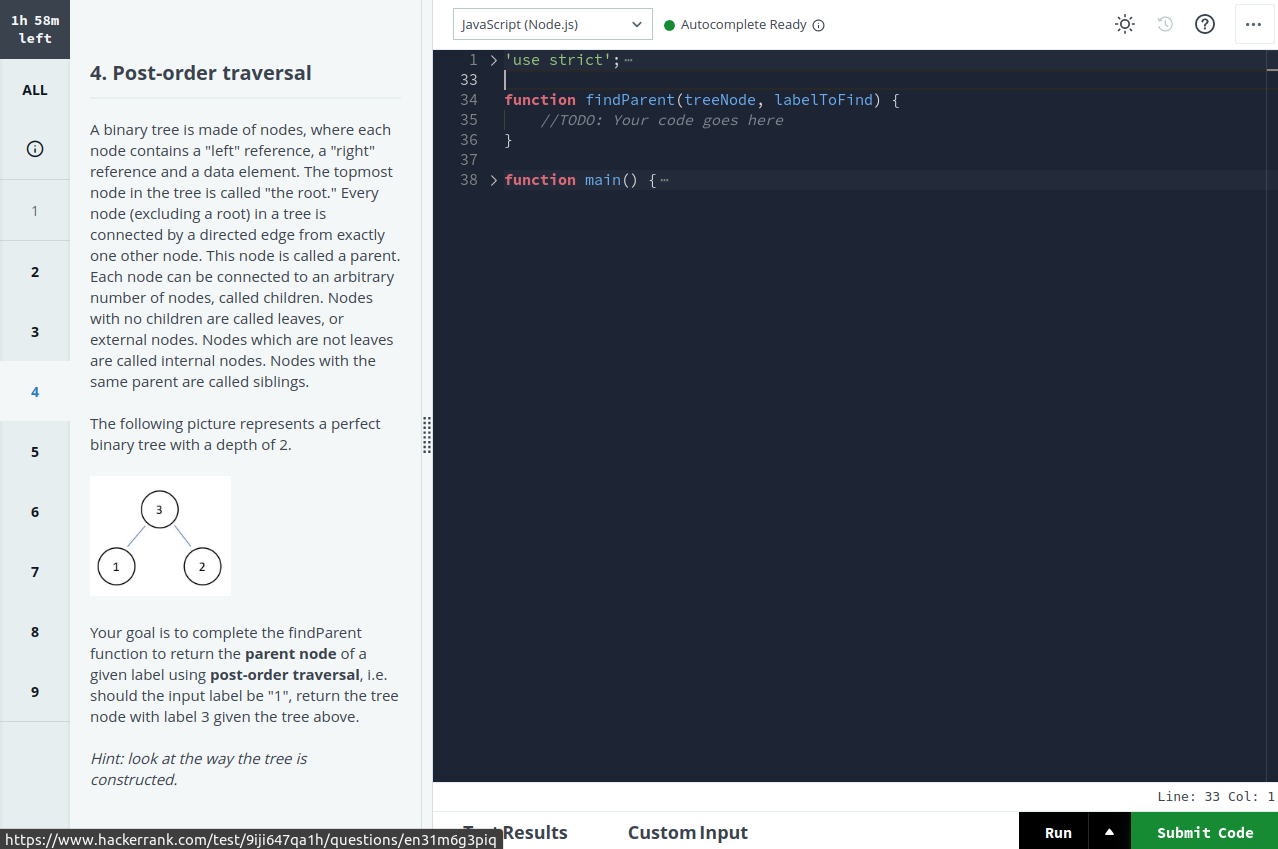 1h 58m
left
ALL
1
2
3
4
5
6
7
8
9
4. Post-order traversal
A binary tree is made of nodes, where each
node contains a "left" reference, a "right"
reference and a data element. The topmost
node in the tree is called "the root." Every
node (excluding a root) in a tree is
connected by a directed edge from exactly
one other node. This node is called a parent.
Each node can be connected to an arbitrary
number of nodes, called children. Nodes
with no children are called leaves, or
external nodes. Nodes which are not leaves
are called internal nodes. Nodes with the
same parent are called siblings.
The following picture represents a perfect
binary tree with a depth of 2.
3
1 2
Your goal is to complete the findParent
function to return the parent node of a
given label using post-order traversal, i.e.
should the input label be "1", return the tree
node with label 3 given the tree above.
Hint: look at the way the tree is
constructed.
https://www.hackerrank.com/test/9iji647qa1h/questions/en31m6g3piq
JavaScript (Node.js)
Autocomplete Ready
1 'use strict';
33
34 function findParent(treeNode, labelToFind) {
35 //TODO: Your code goes here
36 }
37
38 function main() {
Line: 33 Col: 1
Results
Custom Input
Run
Submit Code